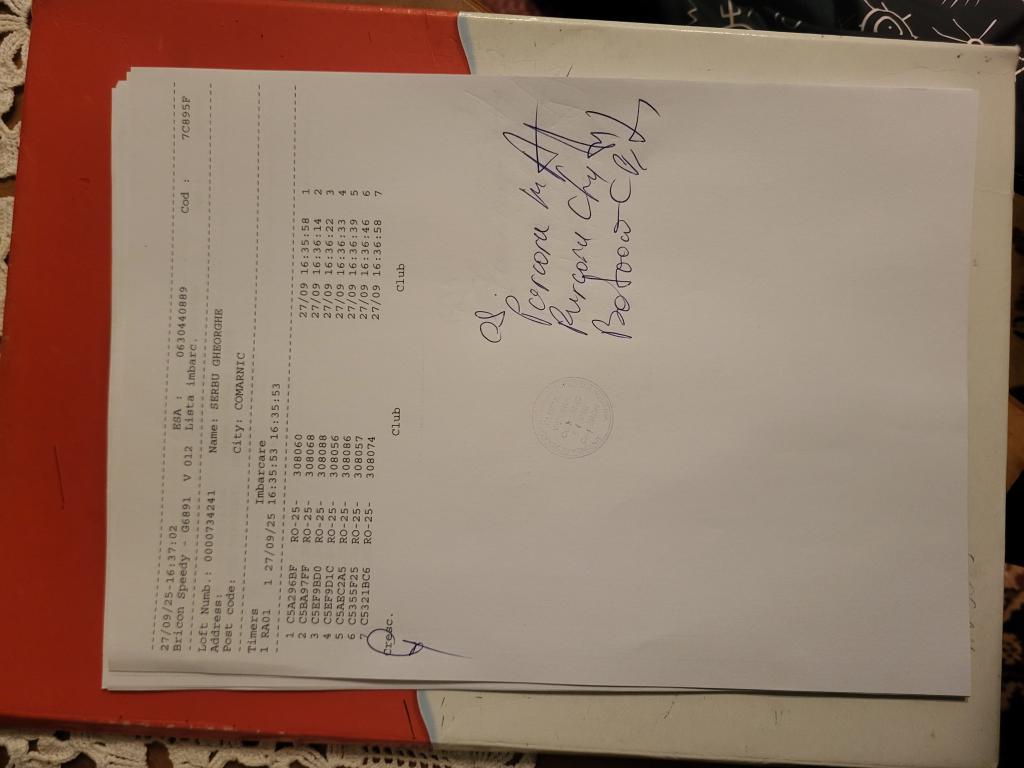 27/09/25-16:37:02
Bricon Speedy - G6891 V 012 ESA : 0630440889 Cod : 7C895F
Lista imbarc.
Loft Numb.: 0000734241 Name: SERBU GHEORGHE
Address:
Post code: City: COMARNIC
Timers Imbarcare
1 RA01 1 27/09/25 16:35:53 16:35:53
1 C5A296BF RO-25- 308060 27/09 16:35:58 1
2 C5BA97FF RO-25- 308068 27/09 16:36:14 2
3 C5EF9BD0 RO-25- 308088 27/09 16:36:22 3
4 C5EF9D1C RO-25- 308056 27/09 16:36:33 4
5 C5AEC2A5 RO-25- 308086 27/09 16:36:39 5
6 C5355F25 RO-25- 308057 27/09 16:36:46 6
7 C5321BC6 RO-25- 308074 27/09 16:36:58 7
Cresc. Club Club